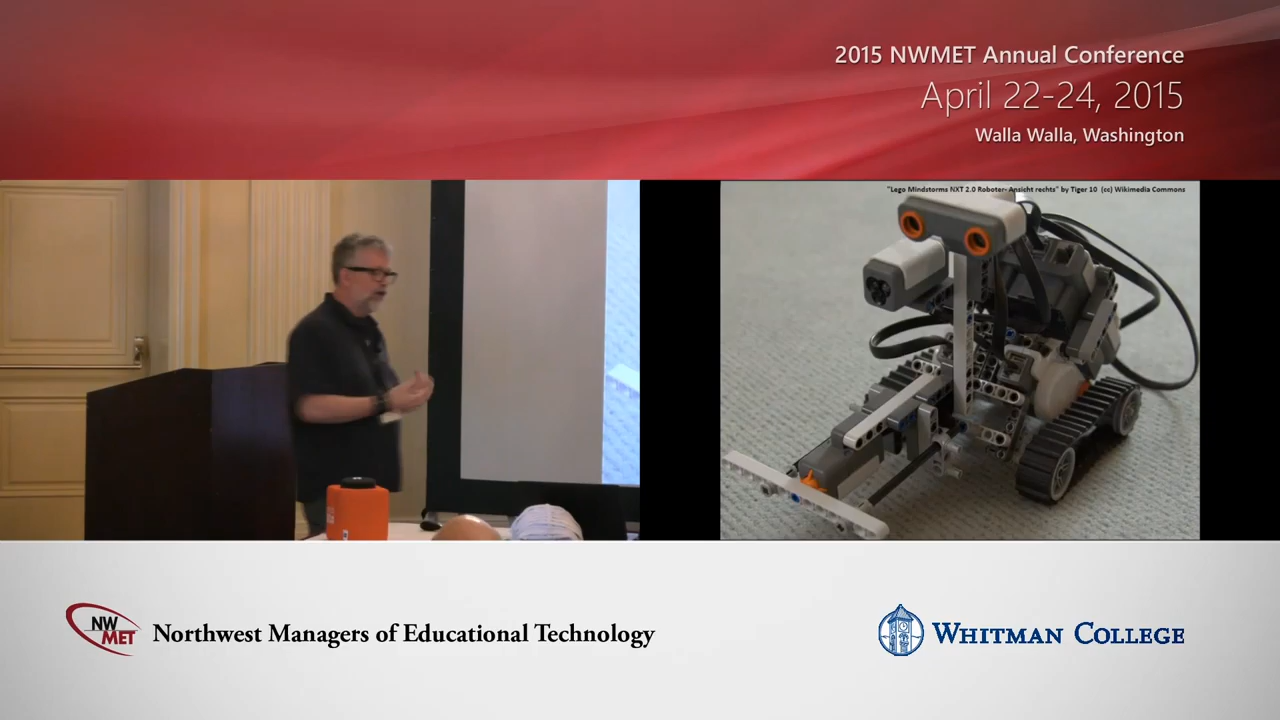 2015 NWMET Annual Conference
April 22-24, 2015
Walla Walla, Washington
"Lego Mindstorms NXT 2.0 Roboter- Ansicht rechts" by Tiger 10 (cc) Wikimedia Commons
NW
MET
Northwest Managers of Educational Technology
WHITMAN COLLEGE